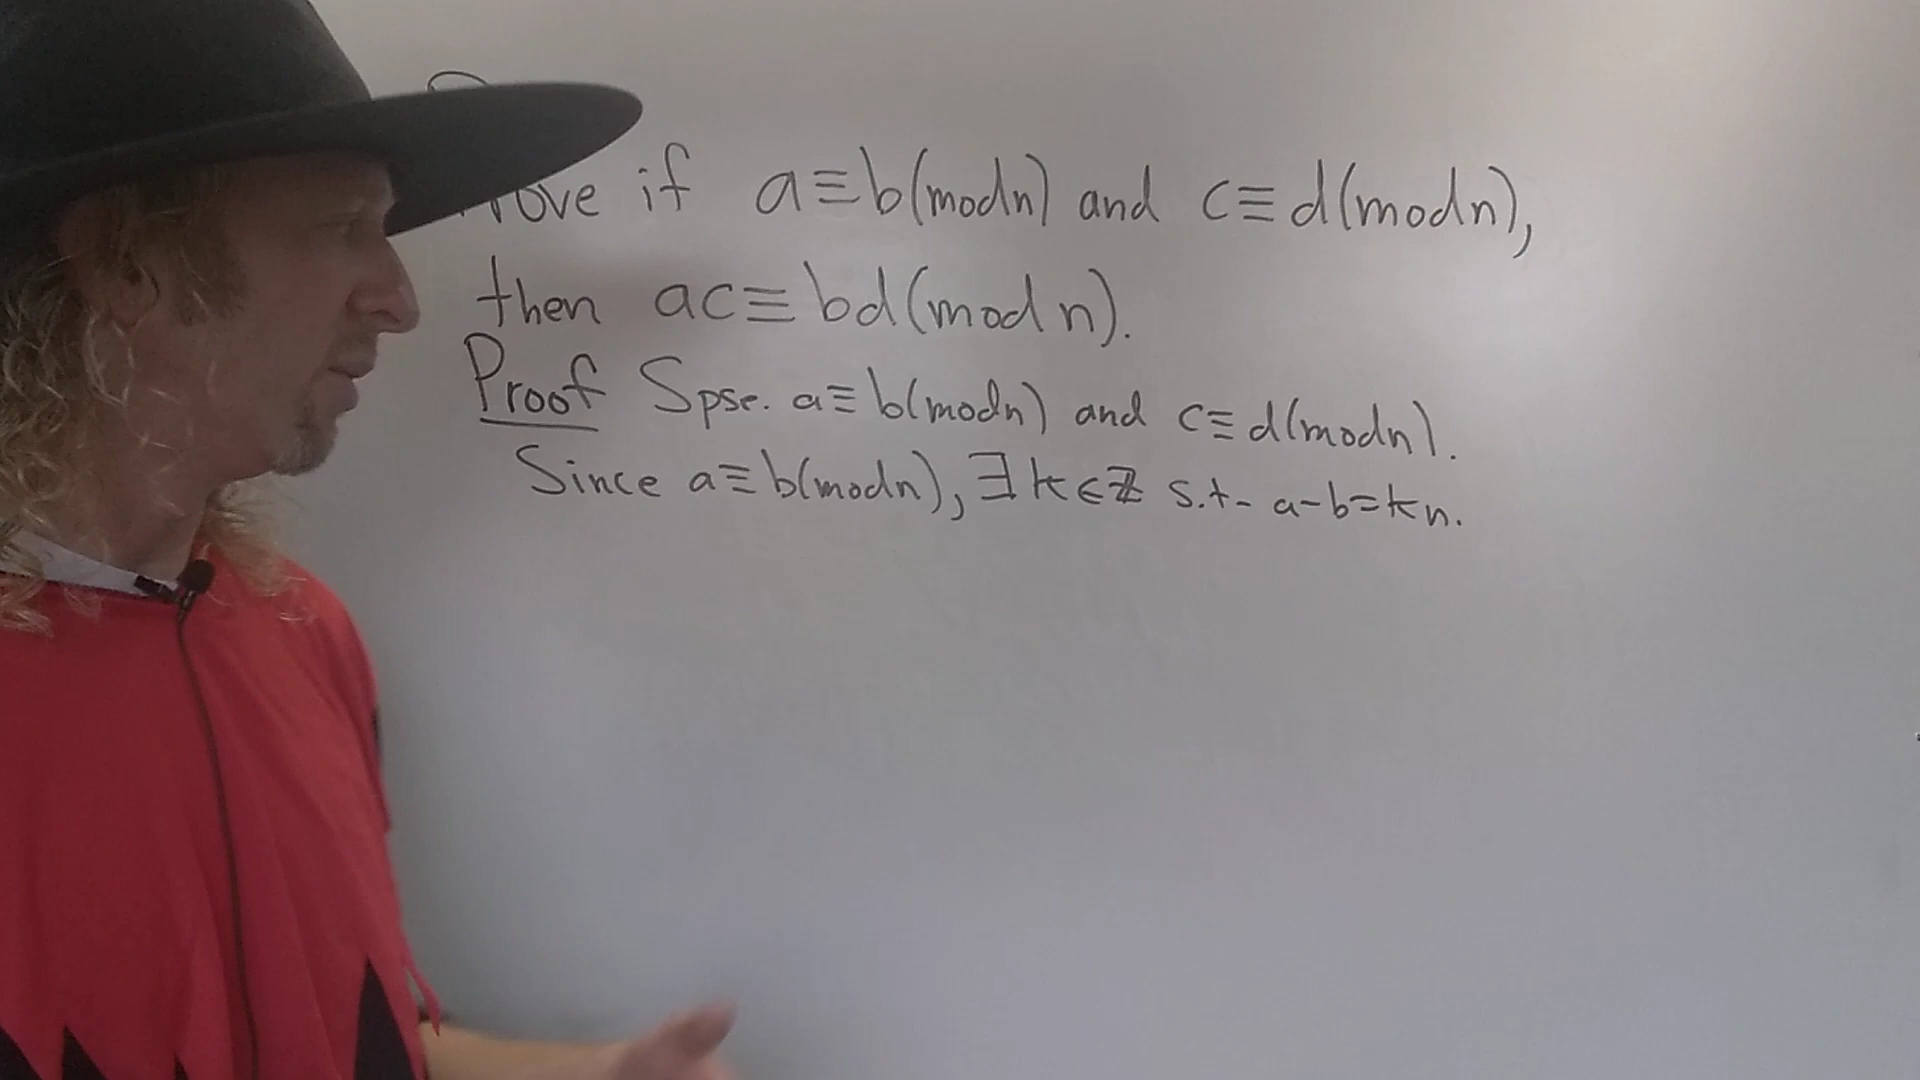 ove if a≡b(modn) and c≡d(modn),
then ac≡bd(mod n).
Proof Spse. a≡b(modn) and c≡d(modn).
Since a≡b(modn), ∃k∈ℤ s.t. a-b=kn.